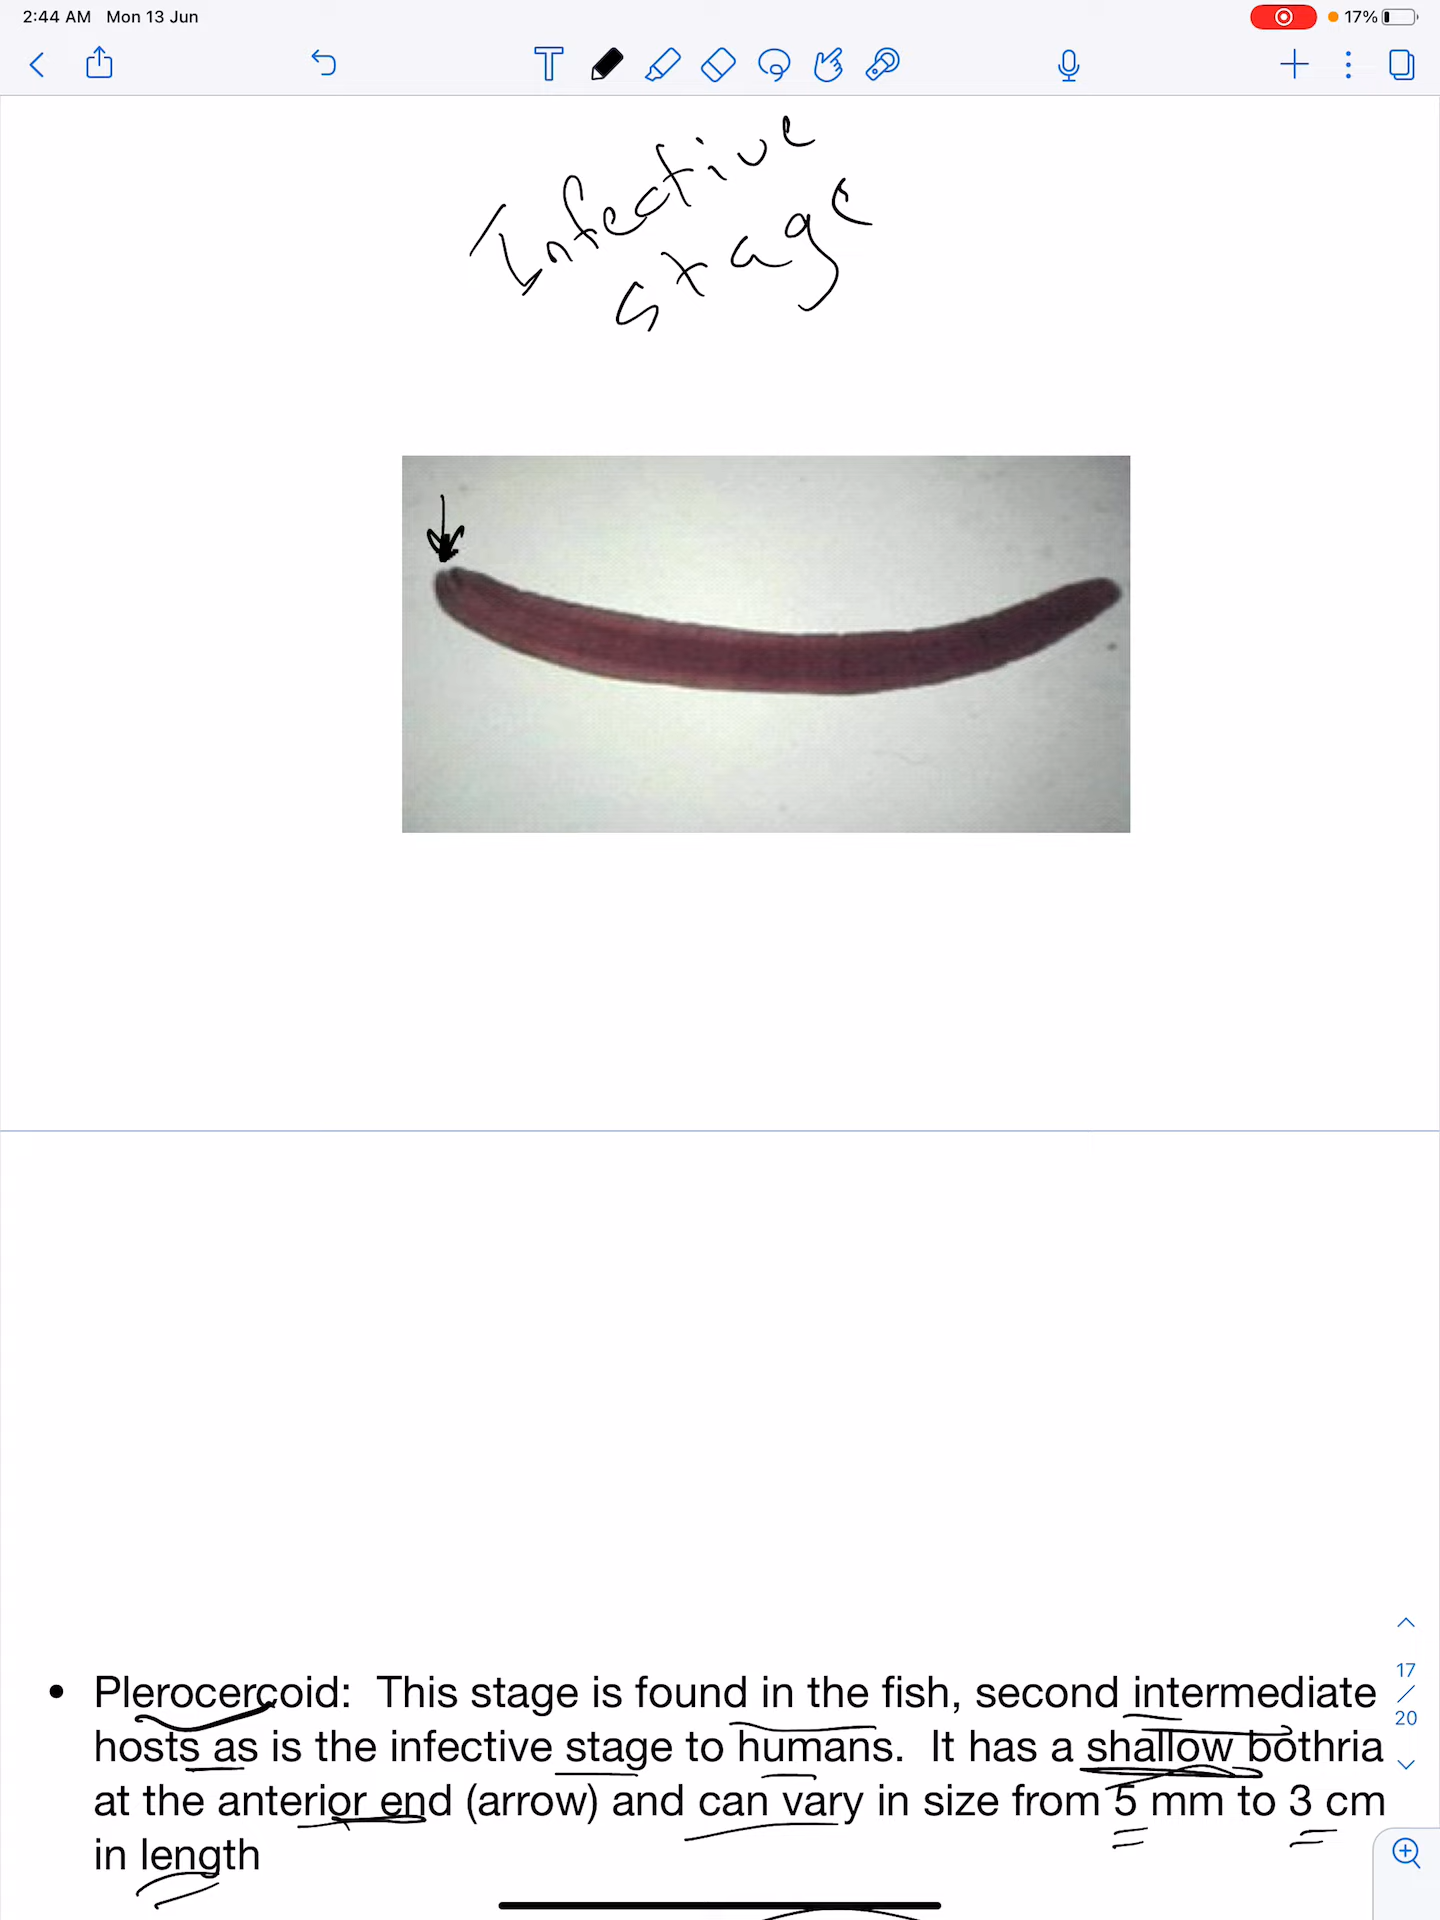 2:44 AM Mon 13 Jun
17%
Infective
stage
• Plerocercoid: This stage is found in the fish, second intermediate
hosts as is the infective stage to humans. It has a shallow bothria
at the anterior end (arrow) and can vary in size from 5 mm to 3 cm
in length
17
/
20